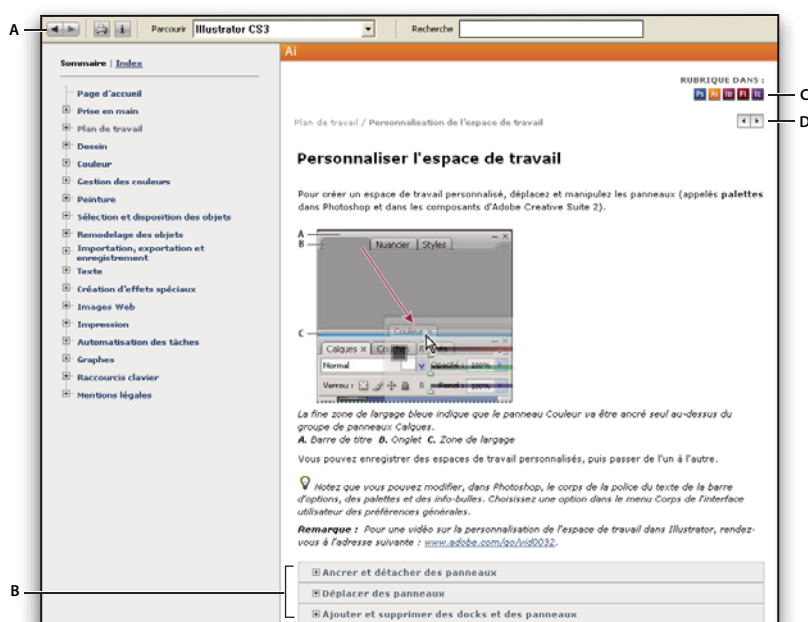 A
Parcourir Illustrator CS3 Recherche
Ai
Sommaire | Index
Page d'accueil
Prise en main
Plan de travail
Dessin
Couleur
Gestion des couleurs
Peinture
Sélection et disposition des objets
Remodelage des objets
Importation, exportation et
enregistrement
Texte
Création d'effets spéciaux
Images Web
Impression
Automatisation des tâches
Graphes
Raccourcis clavier
Mentions légales
RUBRIQUE DANS :
Ps Ai ID Fl Ic
C
D
Plan de travail / Personnalisation de l'espace de travail
Personnaliser l'espace de travail
Pour créer un espace de travail personnalisé, déplacez et manipulez les panneaux (appelés palettes
dans Photoshop et dans les composants d'Adobe Creative Suite 2).
A
B
Nuancier Styles
Couleur ×
C
Calques × Couches
Normal Opacité : 100%
Verrou : Fond : 100%
La fine zone de largage bleue indique que le panneau Couleur va être ancré seul au-dessus du
groupe de panneaux Calques.
A. Barre de titre B. Onglet C. Zone de largage
Vous pouvez enregistrer des espaces de travail personnalisés, puis passer de l'un à l'autre.
Notez que vous pouvez modifier, dans Photoshop, le corps de la police du texte de la barre
d'options, des palettes et des info-bulles. Choisissez une option dans le menu Corps de l'interface
utilisateur des préférences générales.
Remarque : Pour une vidéo sur la personnalisation de l'espace de travail dans Illustrator, rendez-
vous à l'adresse suivante : www.adobe.com/go/vid0032.
B
Ancrer et détacher des panneaux
Déplacer des panneaux
Ajouter et supprimer des docks et des panneaux